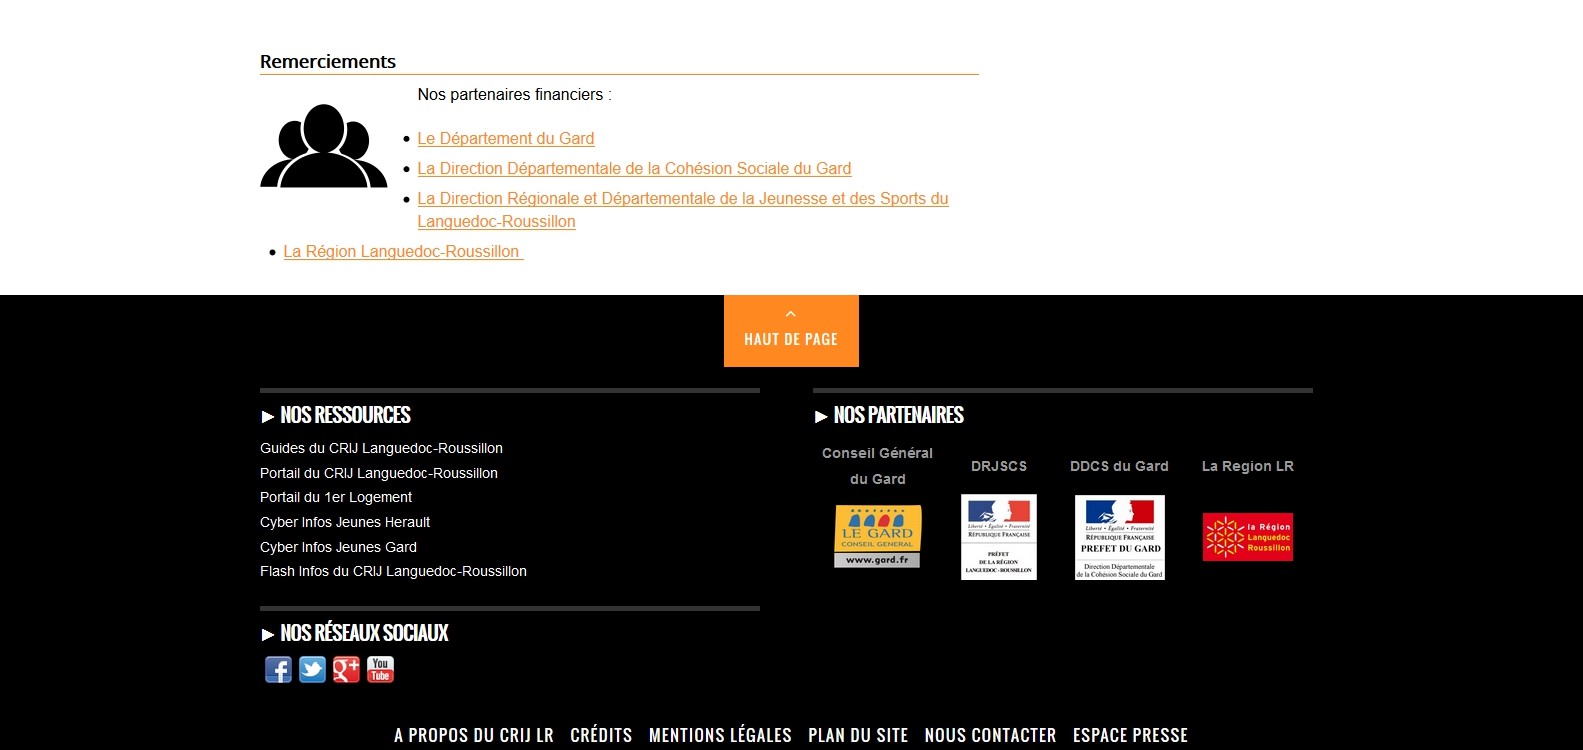 Remerciements
Nos partenaires financiers :
Le Département du Gard
La Direction Départementale de la Cohésion Sociale du Gard
La Direction Régionale et Départementale de la Jeunesse et des Sports du
Languedoc-Roussillon
La Région Languedoc-Roussillon
HAUT DE PAGE
► NOS RESSOURCES
Guides du CRIJ Languedoc-Roussillon
Portail du CRIJ Languedoc-Roussillon
Portail du 1er Logement
Cyber Infos Jeunes Herault
Cyber Infos Jeunes Gard
Flash Infos du CRIJ Languedoc-Roussillon
► NOS PARTENAIRES
Conseil Général
du Gard
LE GARD
CONSEIL GENERAL
www.gard.fr
DRJSCS
Liberté • Égalité • Fraternité
RÉPUBLIQUE FRANÇAISE
PRÉFET
DE LA RÉGION
LANGUEDOC - ROUSSILLON
DDCS du Gard
Liberté • Égalité • Fraternité
RÉPUBLIQUE FRANÇAISE
PREFET DU GARD
Direction Départementale
de la Cohésion Sociale du Gard
La Region LR
la Région
Languedoc
Roussillon
► NOS RÉSEAUX SOCIAUX
f
g+
You
Tube
A PROPOS DU CRIJ LR CRÉDITS MENTIONS LÉGALES PLAN DU SITE NOUS CONTACTER ESPACE PRESSE